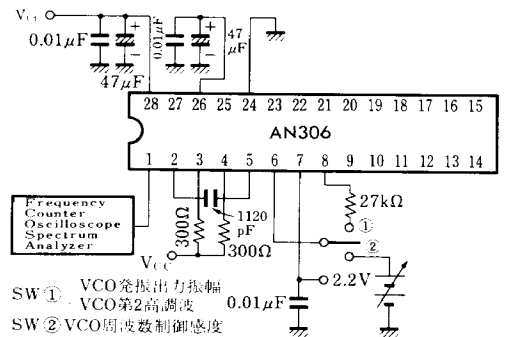 VCC
0.01μF
47μF
0.01μF
47
μF
28 27 26 25 24 23 22 21 20 19 18 17 16 15
AN306
1 2 3 4 5 6 7 8 9 10 11 12 13 14
Frequency
Counter
Oscilloscope
Spectrum
Analyzer
300Ω
1120
pF
300Ω
VCC
27kΩ
①
②
2.2V
0.01μF
SW① VCO発振出力振幅
VCO第2高調波
SW②VCO周波数制御感度